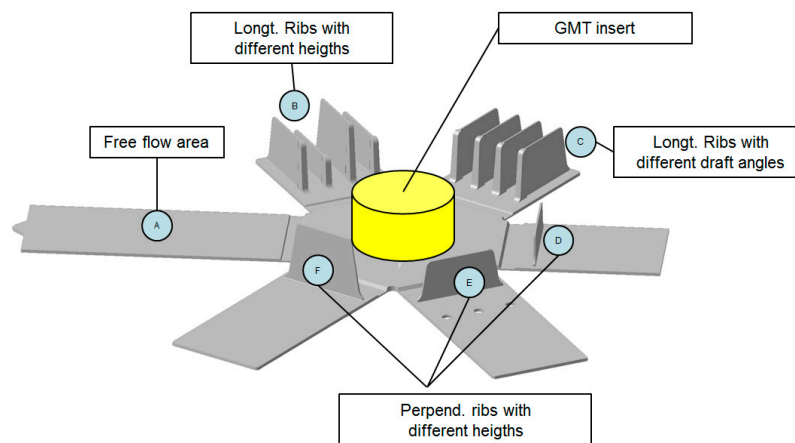 Longt. Ribs with
different heigths
GMT insert
B
C
Free flow area
Longt. Ribs with
different draft angles
A
D
F
E
Perpend. ribs with
different heigths